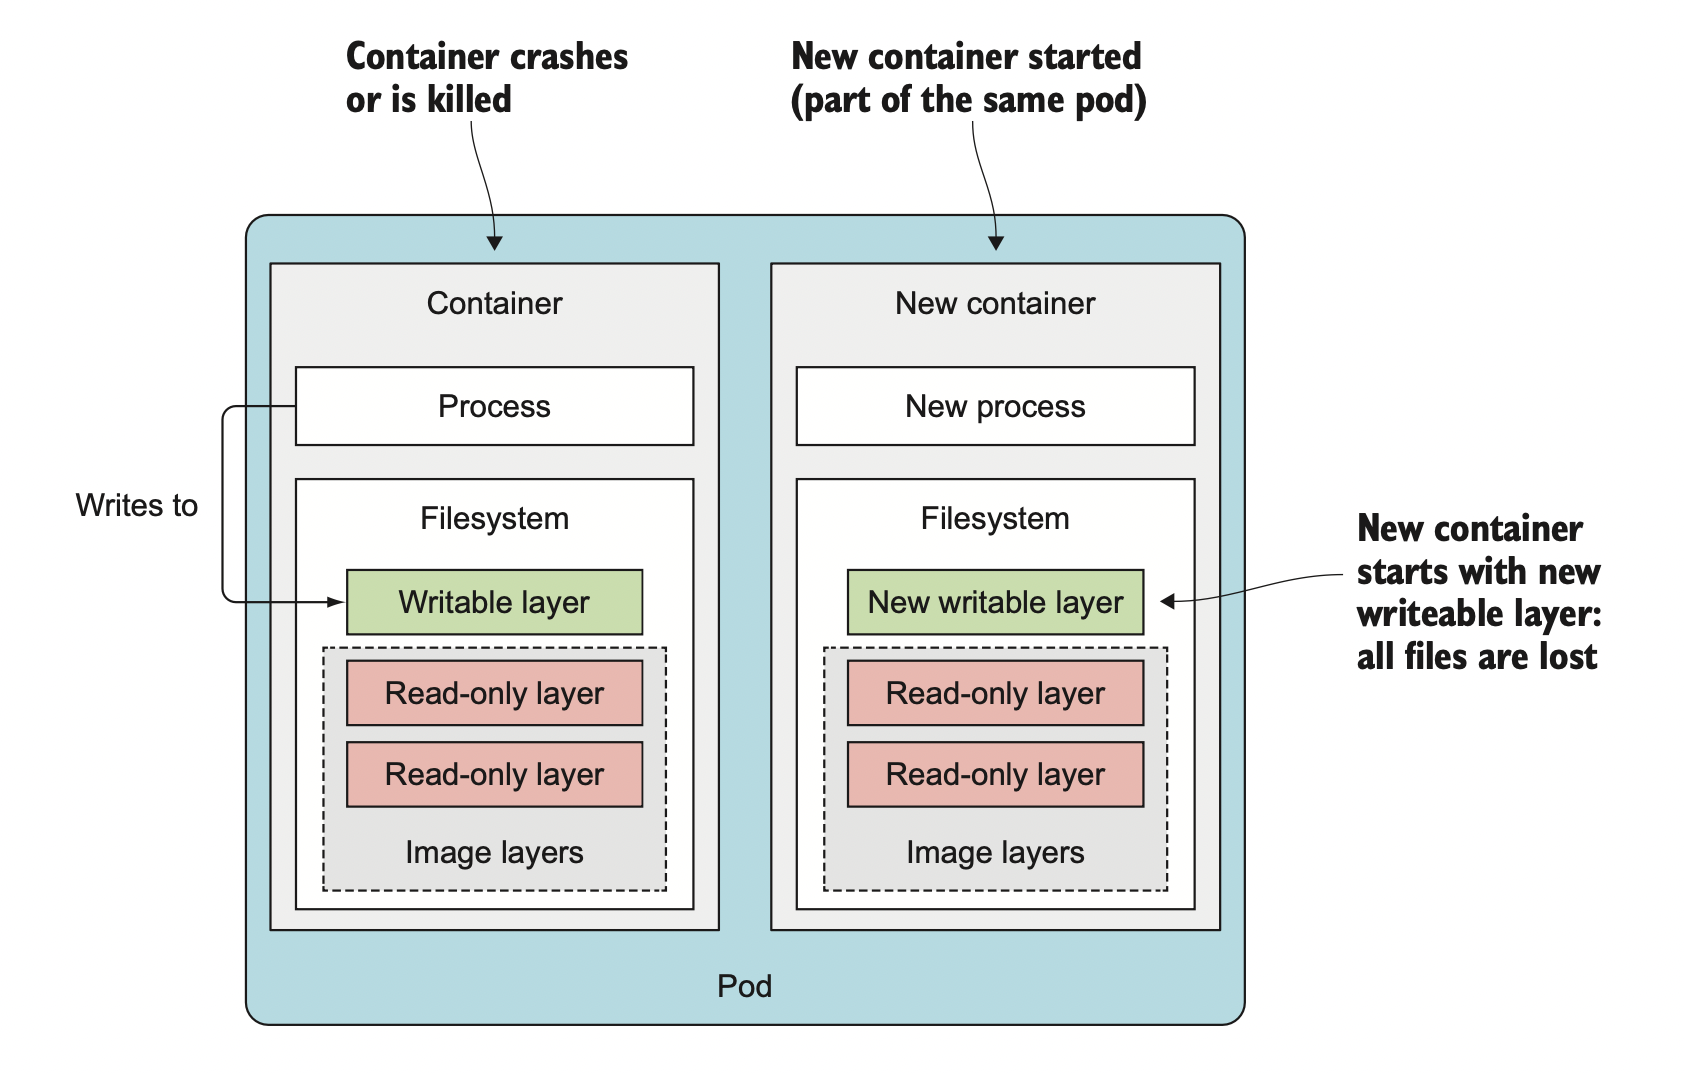 Container crashes
or is killed
New container started
(part of the same pod)
Container
Process
Writes to
Filesystem
Writable layer
Read-only layer
Read-only layer
Image layers
New container
New process
Filesystem
New writable layer
Read-only layer
Read-only layer
Image layers
New container
starts with new
writeable layer:
all files are lost
Pod